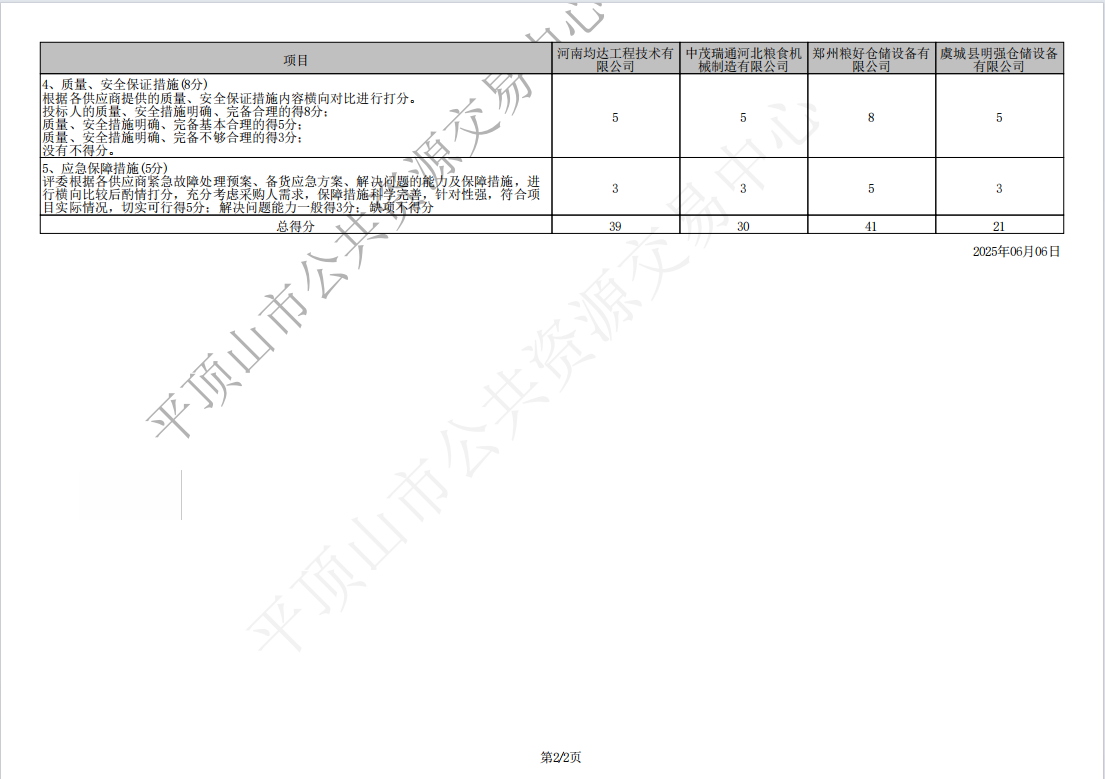 项目
河南均达工程技术有
限公司
中茂瑞通河北粮食机
械制造有限公司
郑州粮好仓储设备有
限公司
虞城县明强仓储设备
有限公司
4、质量、安全保证措施(8分)
根据各供应商提供的质量、安全保证措施内容横向对比进行打分。
投标人的质量、安全措施明确、完备合理的得8分；
质量、安全措施明确、完备基本合理的得5分；
质量、安全措施明确、完备不够合理的得3分；
没有不得分。
5
5
8
5
5、应急保障措施(5分)
评委根据各供应商紧急故障处理预案、备货应急方案、解决问题的能力及保障措施，进
行横向比较后酌情打分，充分考虑采购人需求，保障措施科学完善，针对性强，符合项
目实际情况，切实可行得5分；解决问题能力一般得3分；缺项不得分
3
3
5
3
总得分
39
30
41
21
2025年06月06日
平顶山市公共资源交易中心
平顶山市公共资源交易中心
第2/2页